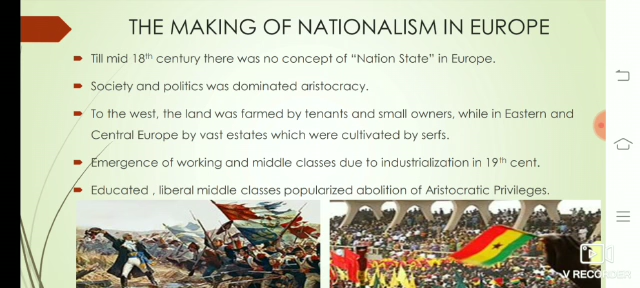 THE MAKING OF NATIONALISM IN EUROPE
Till mid 18th century there was no concept of "Nation State" in Europe.
Society and politics was dominated aristocracy.
To the west, the land was farmed by tenants and small owners, while in Eastern and
Central Europe by vast estates which were cultivated by serfs.
Emergence of working and middle classes due to industrialization in 19th cent.
Educated , liberal middle classes popularized abolition of Aristocratic Privileges.
V RECORDER